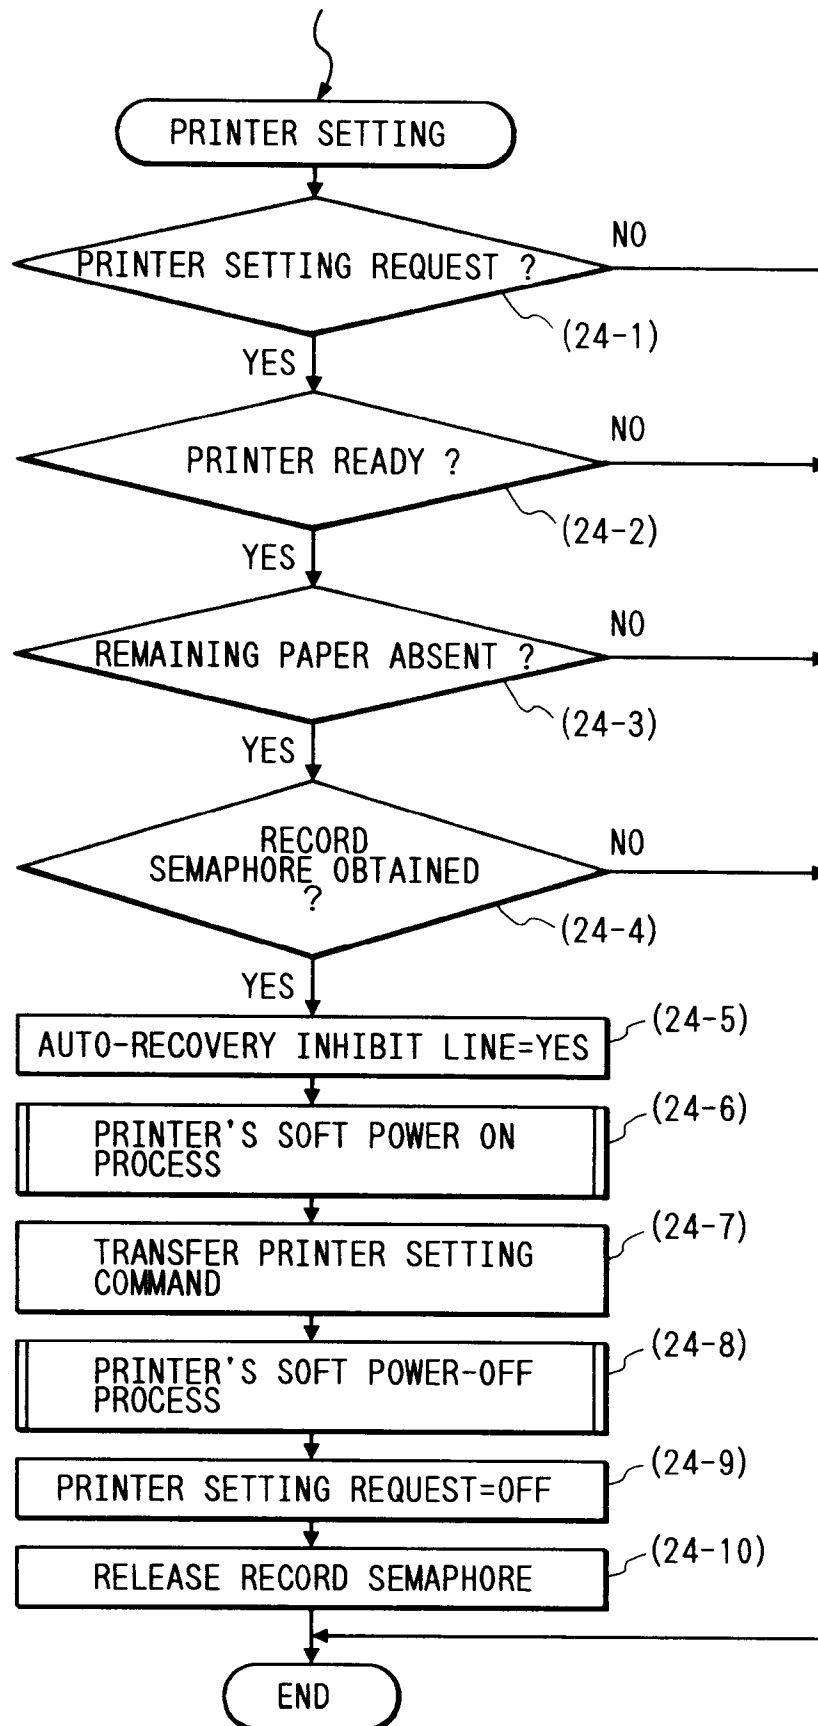 PRINTER SETTING
PRINTER SETTING REQUEST ?
NO
(24-1)
YES
PRINTER READY ?
NO
(24-2)
YES
REMAINING PAPER ABSENT ?
NO
(24-3)
YES
RECORD
SEMAPHORE OBTAINED
?
NO
(24-4)
YES
AUTO-RECOVERY INHIBIT LINE=YES
(24-5)
PRINTER'S SOFT POWER ON
PROCESS
(24-6)
TRANSFER PRINTER SETTING
COMMAND
(24-7)
PRINTER'S SOFT POWER-OFF
PROCESS
(24-8)
PRINTER SETTING REQUEST=OFF
(24-9)
RELEASE RECORD SEMAPHORE
(24-10)
END